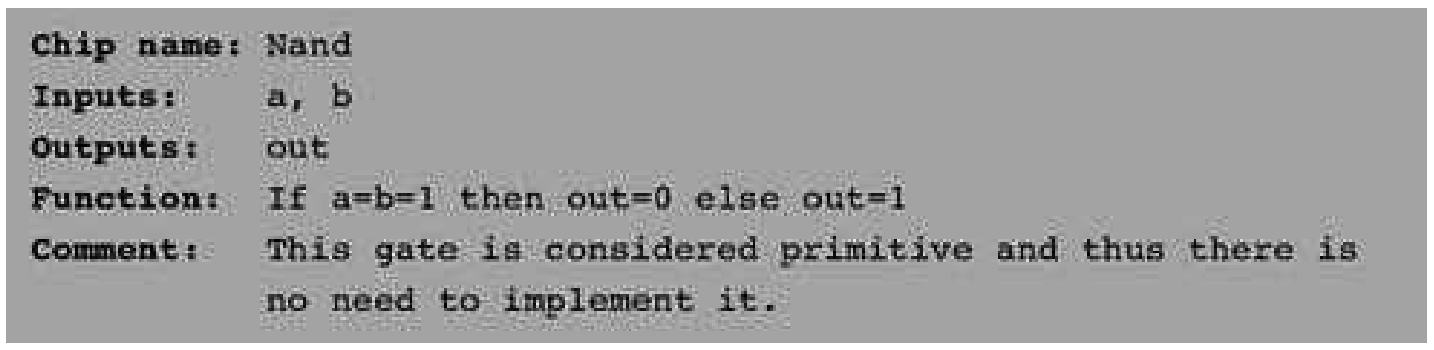 Chip name: Nand
Inputs: a, b
Outputs: out
Function: If a=b=1 then out=0 else out=1
Comment: This gate is considered primitive and thus there is
no need to implement it.